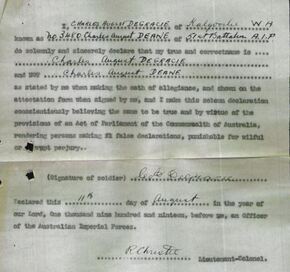 I, CHARLES AUGUST DEGRACIE of Kalgoorlie W A
known as No 3480 Charles August DEANE of 51st Battalion A.I.F
do solemnly and sincerely declare that my true and correct name is
Charles August DEGRACIE
and not Charles August DEANE
as stated by me when making the oath of allegiance, and shown on the
attestation form when signed by me, and I make this solemn declaration
conscientiously believing the same to be true and by virtue of the
provisions of an Act of Parliament of the Commonwealth of Australia,
rendering persons making false declarations, punishable for wilful
corrupt perjury.
(Signature of soldier)
Declared this 11th day of August in the year of
our Lord, One thousand nine hundred and nineteen, before me, an Officer
of the Australian Imperial Forces.
R Christie Lieutenant-Colonel.